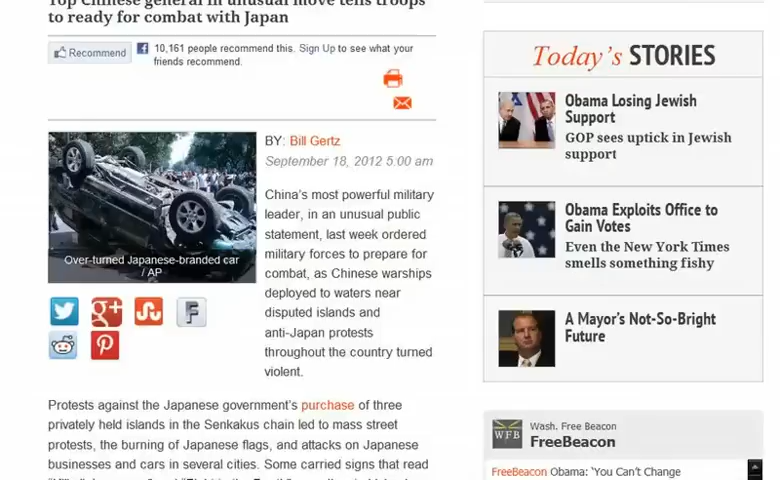 Top Chinese general in unusual move tells troops
to ready for combat with Japan
Recommend
10,161 people recommend this. Sign Up to see what your
friends recommend.
BY: Bill Gertz
September 18, 2012 5:00 am
China's most powerful military
leader, in an unusual public
statement, last week ordered
military forces to prepare for
combat, as Chinese warships
deployed to waters near
disputed islands and
anti-Japan protests
throughout the country turned
violent.
Over-turned Japanese-branded car
/ AP
Protests against the Japanese government's purchase of three
privately held islands in the Senkakus chain led to mass street
protests, the burning of Japanese flags, and attacks on Japanese
businesses and cars in several cities. Some carried signs that read
Today's STORIES
Obama Losing Jewish
Support
GOP sees uptick in Jewish
support
Obama Exploits Office to
Gain Votes
Even the New York Times
smells something fishy
A Mayor's Not-So-Bright
Future
WFB
Wash. Free Beacon
FreeBeacon
FreeBeacon Obama: 'You Can't Change